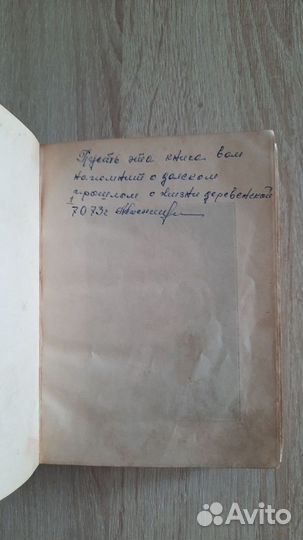 Пусть эта книга вам
напомнит о далеком
прошлом о жизни деревенской
Avito